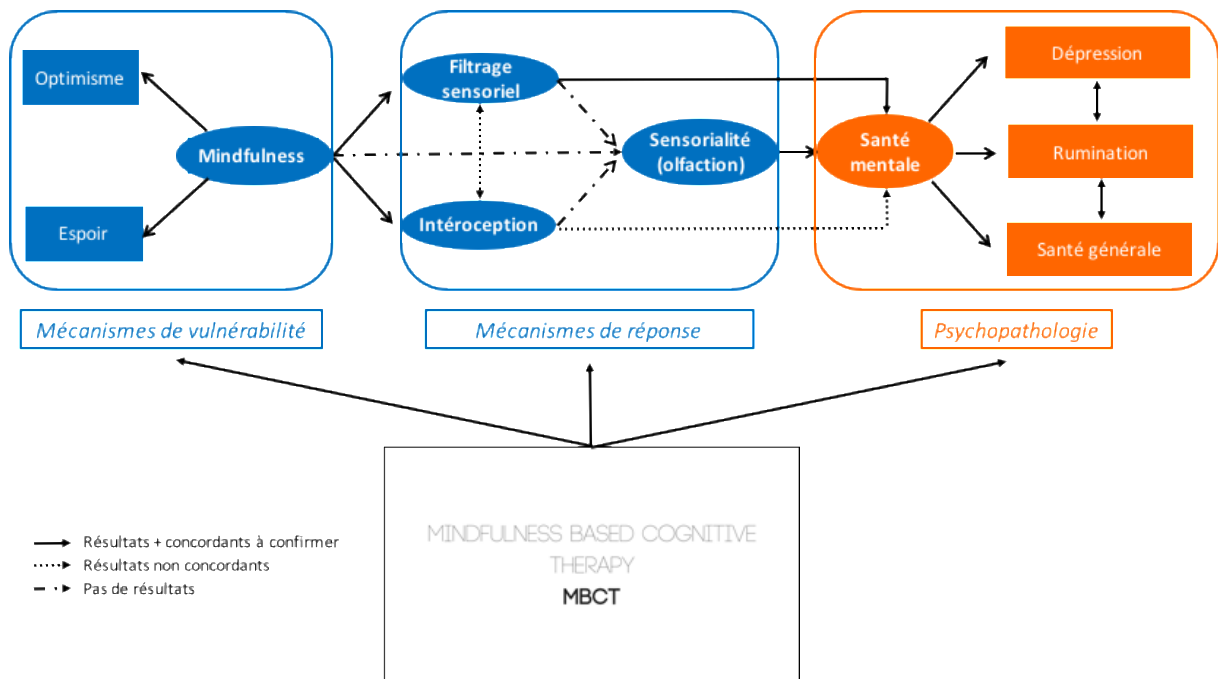 Optimisme
Mindfulness
Espoir
Filtrage
sensoriel
Sensorialité
(olfaction)
Intéroception
Santé
mentale
Dépression
Rumination
Santé générale
Mécanismes de vulnérabilité
Mécanismes de réponse
Psychopathologie
Résultats + concordants à confirmer
Résultats non concordants
Pas de résultats
MINDFULNESS BASED COGNITIVE
THERAPY
MBCT